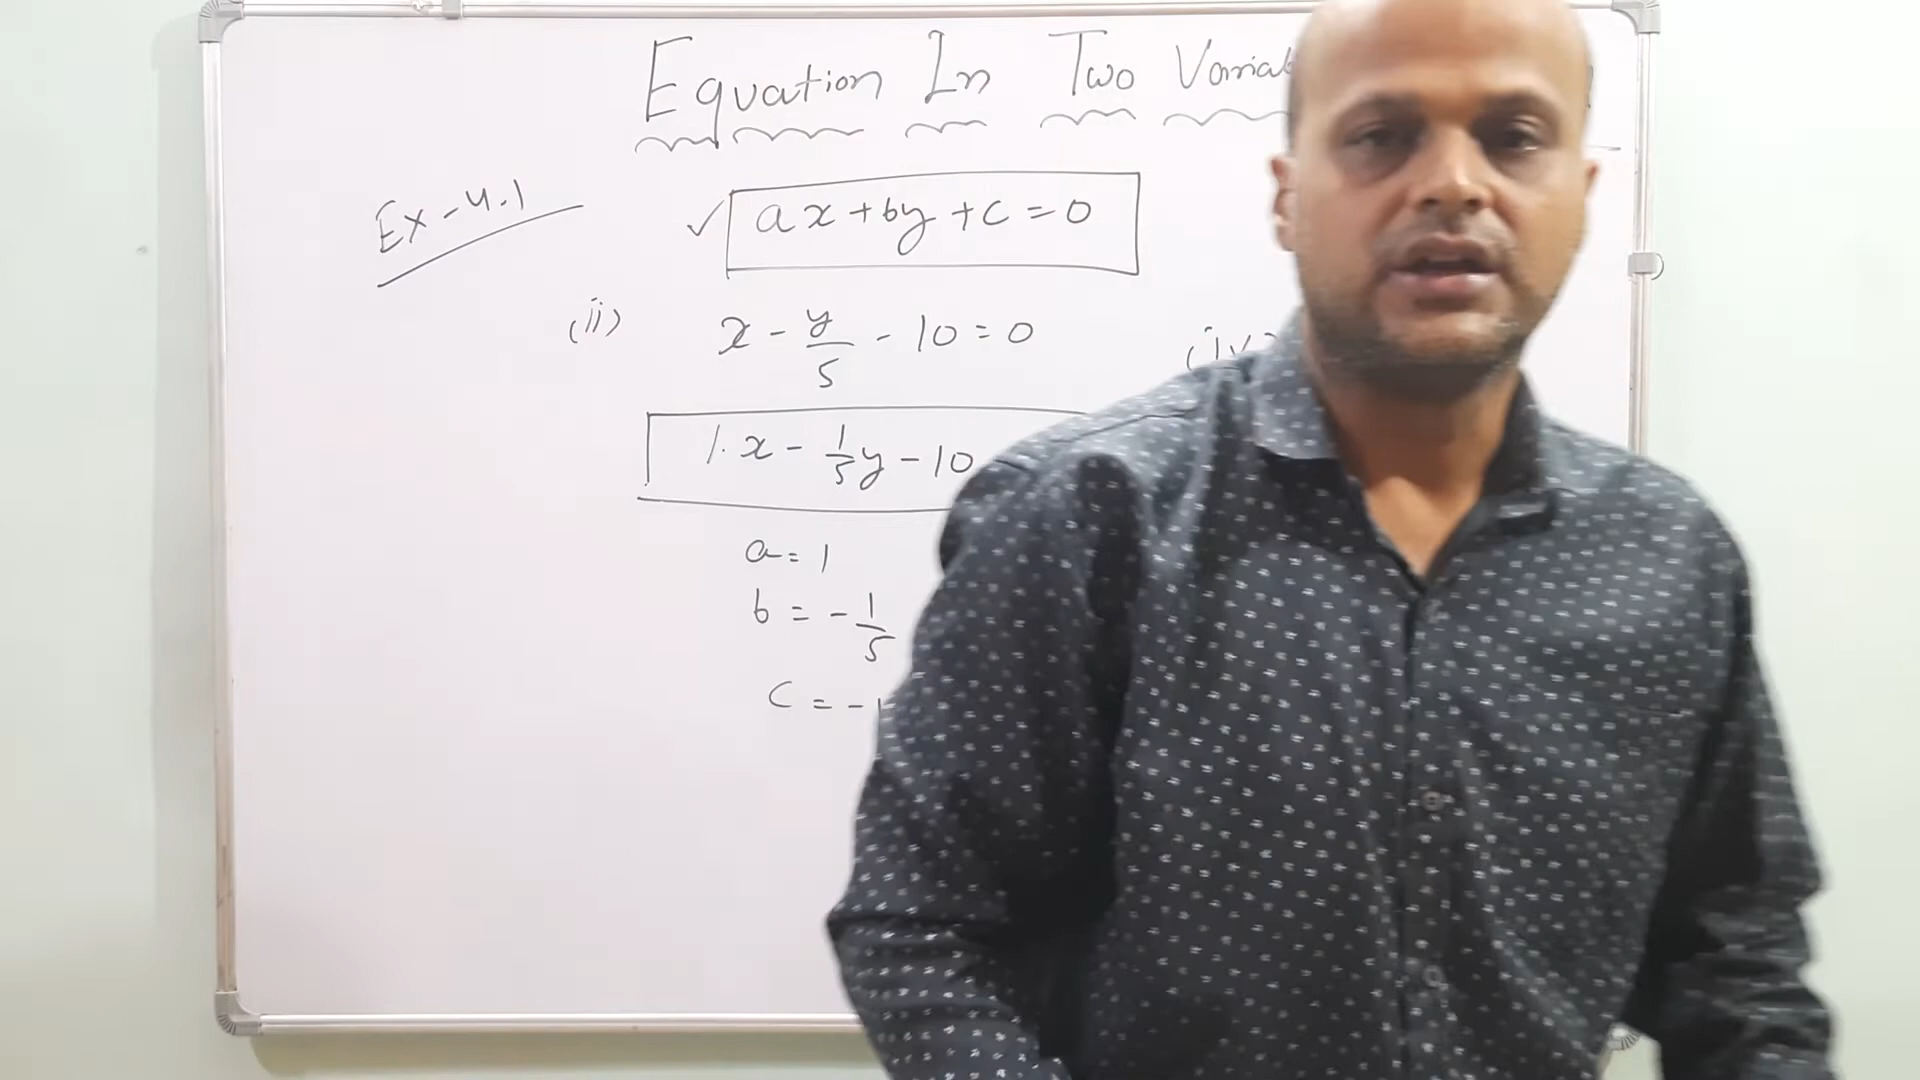 Equation In Two
Ex-4.1
✓ ax+by+c=0
(ii) x - y/5 - 10 = 0
1.x - 1/5 y - 10
a = 1
b = -1/5
c = -